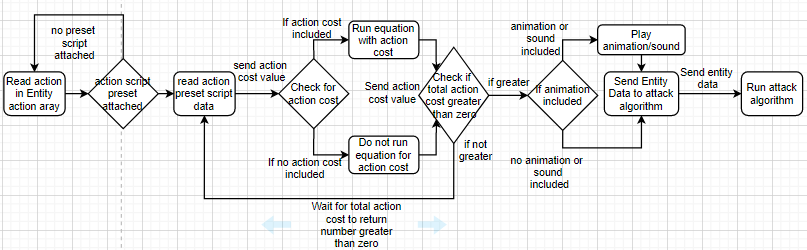 no preset
script
attached
Read action
in Entity
action aray
action script
preset
attached
read action
preset script
data
send action
cost value
If action cost
included
Check for
action cost
If no action cost
included
Run equation
with action
cost
Do not run
equation for
action cost
Send action
cost value
Check if
total action
cost greater
than zero
if greater
if not
greater
Wait for total action
cost to return
number greater
than zero
If animation
included
animation or
sound
included
no animation or
sound
included
Play
animation/sound
Send Entity
Data to attack
algorithm
Send entity
data
Run attack
algorithm